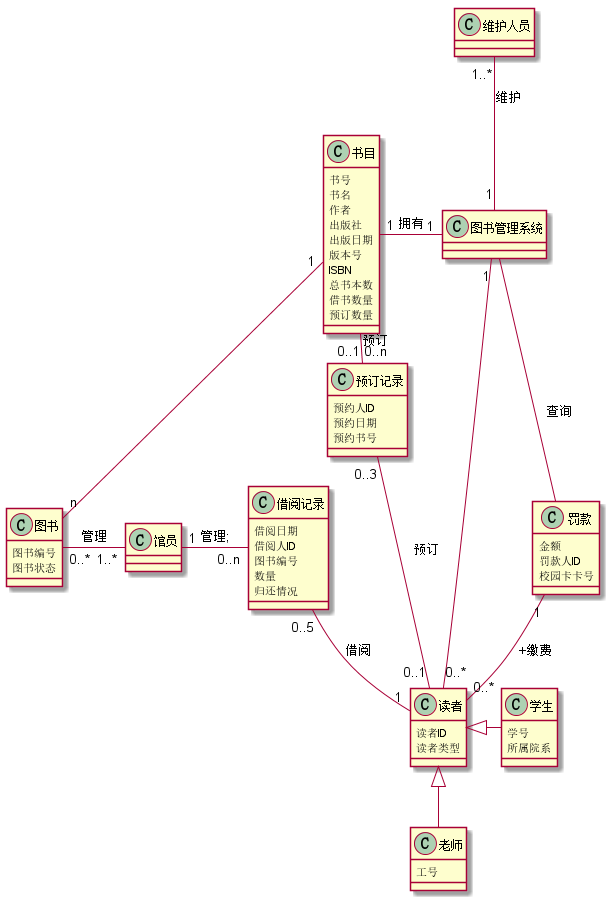 C 维护人员
1..*
维护
1
C 书目
书号
书名
作者
出版社
出版日期
版本号
ISBN
总书本数
借书数量
预订数量
1 拥有 1
C 图书管理系统
1
1
预订
0..1 0..n
C 预订记录
预约人ID
预约日期
预约书号
0..3
查询
C 借阅记录
借阅日期
借阅人ID
图书编号
数量
归还情况
n
C 图书
图书编号
图书状态
管理
0..* 1..*
C 馆员
1 管理;
0..n
C 罚款
金额
罚款人ID
校园卡卡号
预订
1
0..5
借阅
+缴费
0..1
0..*
0..*
1
C 读者
读者ID
读者类型
C 学生
学号
所属院系
C 老师
工号